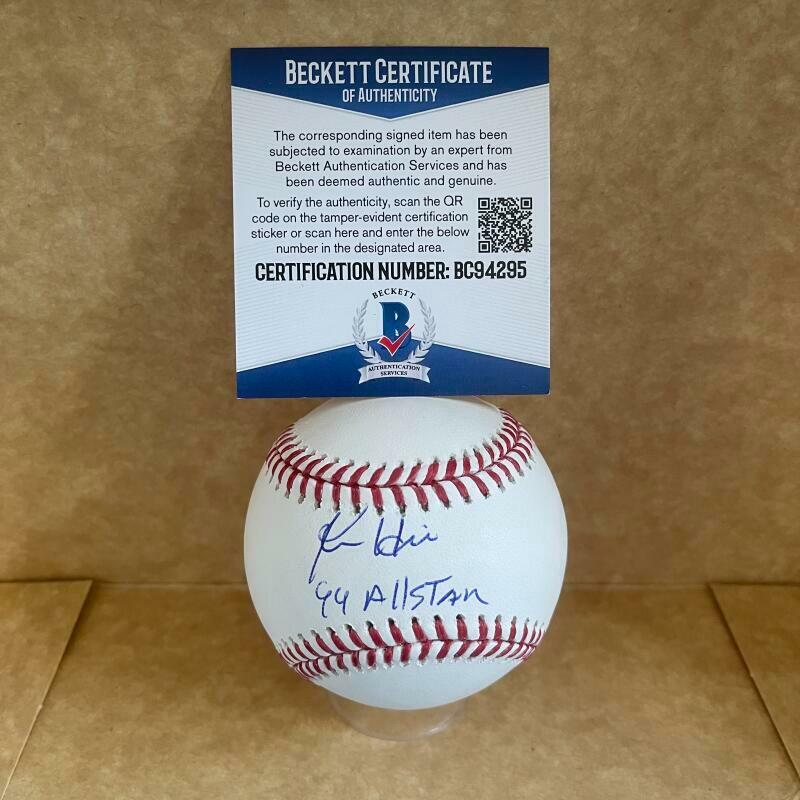 BECKETT CERTIFICATE
OF AUTHENTICITY
The corresponding signed item has been
subjected to examination by an expert from
Beckett Authentication Services and has
been deemed authentic and genuine.
To verify the authenticity, scan the QR
code on the tamper-evident certification
sticker or scan here and enter the below
number in the designated area.
CERTIFICATION NUMBER: BC94295
BECKETT
B
AUTHENTICATION
SERVICES
94 AllSTAR